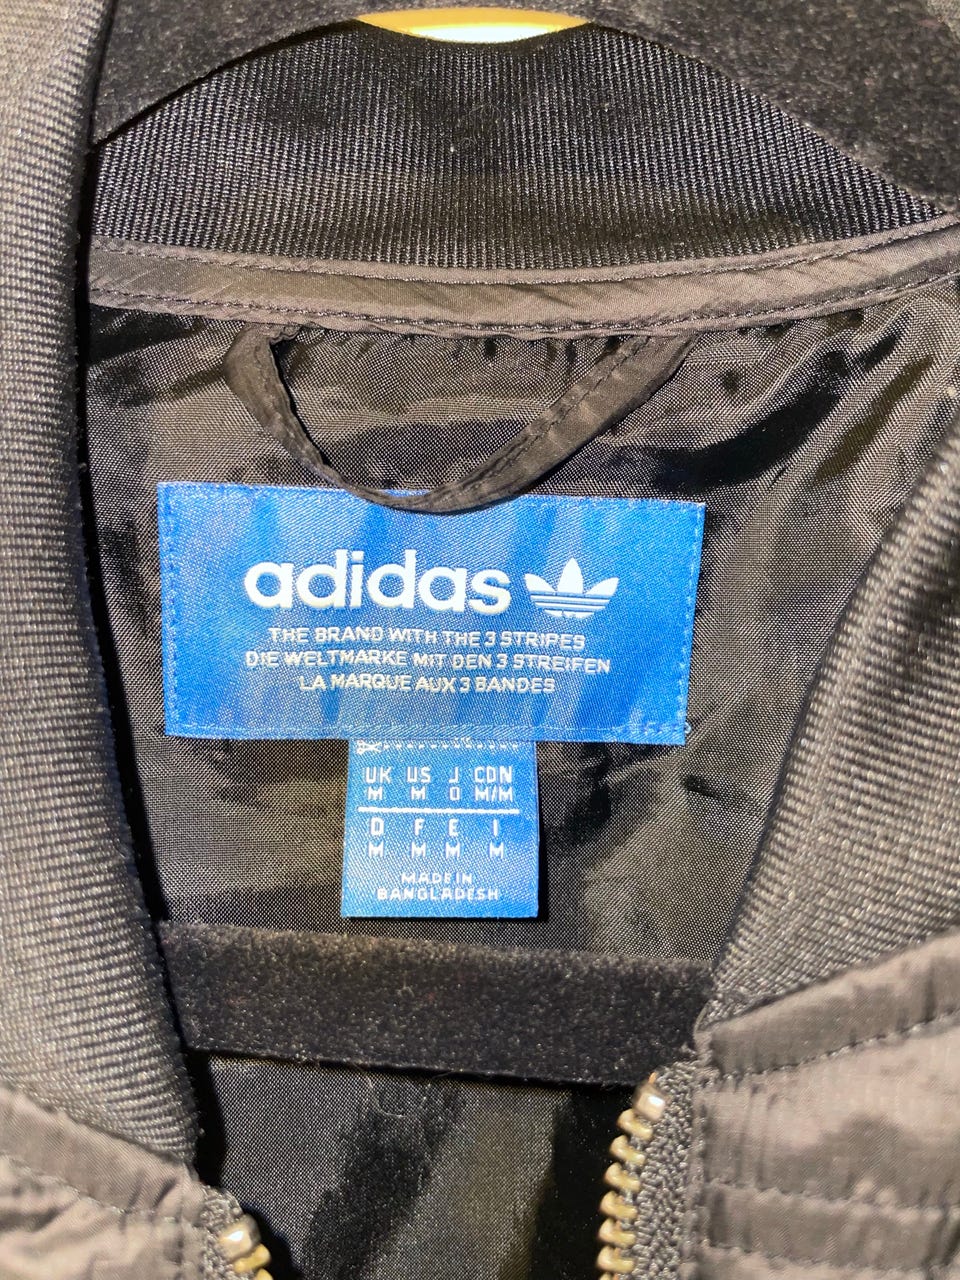 adidas
THE BRAND WITH THE 3 STRIPES
DIE WELTMARKE MIT DEN 3 STREIFEN
LA MARQUE AUX 3 BANDES
UK US J CDN
M M O M/M
D F E I
M M M M
MADE IN
BANGLADESH